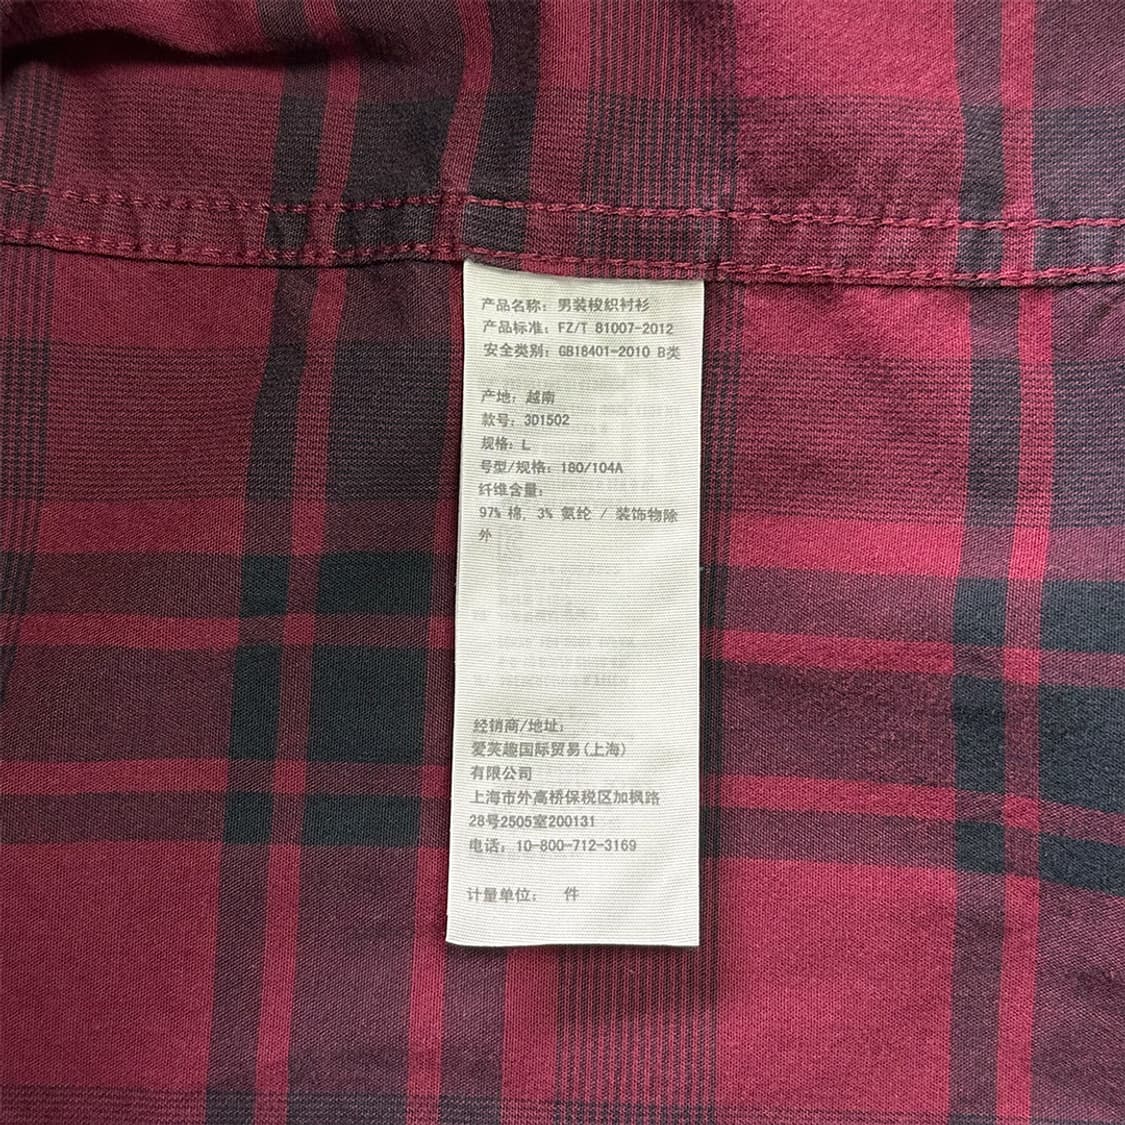 产品名称：男装梭织衬衫
产品标准：FZ/T 81007-2012
安全类别：GB18401-2010 B类
产地：越南
款号：3D1502
规格：L
号型/规格：180/104A
纤维含量：
97% 棉, 3% 氨纶 / 装饰物除
外
经销商/地址：
爱芙趣国际贸易(上海)
有限公司
上海市外高桥保税区加枫路
28号2505室200131
电话：10-800-712-3169
计量单位： 件